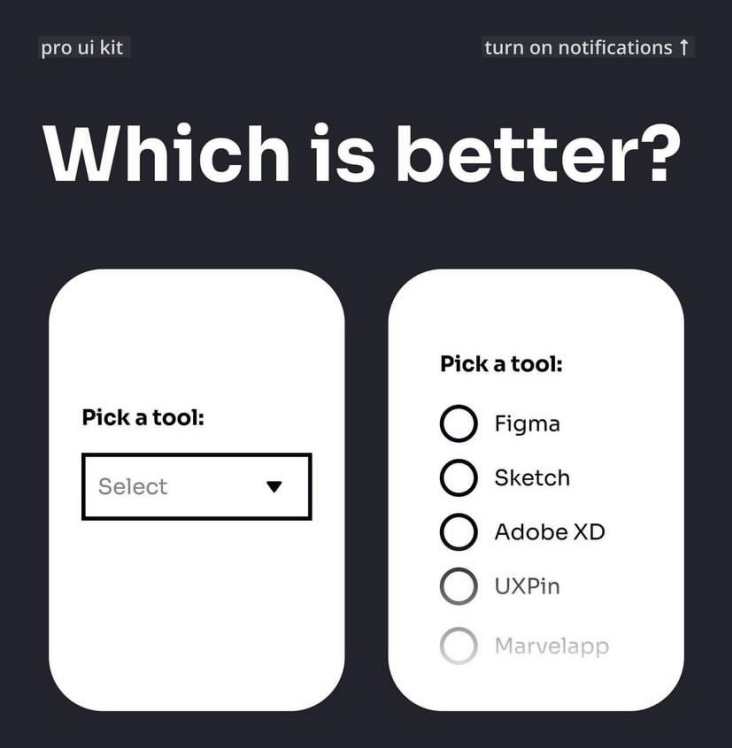 pro ui kit
turn on notifications ↑
Which is better?
Pick a tool:
Select
Pick a tool:
Figma
Sketch
Adobe XD
UXPin
Marvelapp